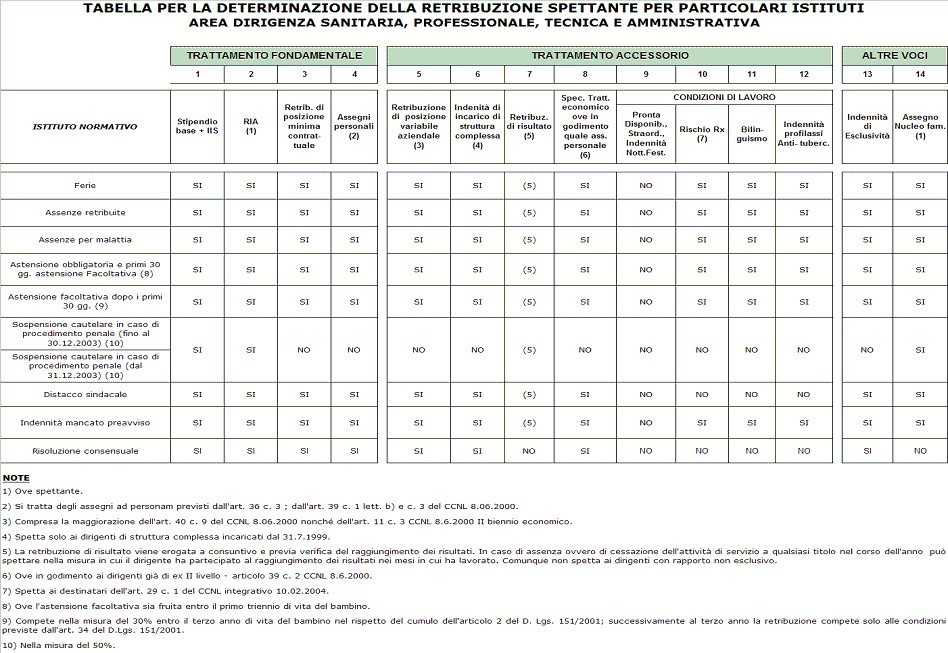 TABELLA PER LA DETERMINAZIONE DELLA RETRIBUZIONE SPETTANTE PER PARTICOLARI ISTITUTI
AREA DIRIGENZA SANITARIA, PROFESSIONALE, TECNICA E AMMINISTRATIVA
TRATTAMENTO FONDAMENTALE TRATTAMENTO ACCESSORIO ALTRE VOCI
1 2 3 4 5 6 7 8 9 10 11 12 13 14
ISTITUTO NORMATIVO
Stipendio
base + IIS
RIA
(1)
Retrib. di
posizione
minima
contrat-
tuale
Assegni
personali
(2)
Retribuzione
di posizione
variabile
aziendale
(3)
Indenità di
incarico di
struttura
complessa
(4)
Retribuz.
di risultato
(5)
Spec. Tratt.
economico
ove in
godimento
quale ass.
personale
(6)
CONDIZIONI DI LAVORO
Pronta
Disponib.,
Straord.,
Indennità
Nott.Fest.
Rischio Rx
(7)
Bilin-
guismo
Indennità
profilassi
Anti- tuberc.
Indennità
di
Esclusività
Assegno
Nucleo fam.
(1)
Ferie SI SI SI SI SI SI (5) SI NO SI SI SI SI SI
Assenze retribuite SI SI SI SI SI SI (5) SI NO SI SI SI SI SI
Assenze per malattia SI SI SI SI SI SI (5) SI NO SI SI SI SI SI
Astensione obbligatoria e primi 30
gg. astensione Facoltativa (8) SI SI SI SI SI SI (5) SI NO SI SI SI SI SI
Astensione facoltativa dopo i primi
30 gg. (9) SI SI SI SI SI SI (5) SI NO SI SI SI SI SI
Sospensione cautelare in caso di
procedimento penale (fino al
30.12.2003) (10)
Sospensione cautelare in caso di
procedimento penale (dal
31.12.2003) (10)
SI SI NO NO NO NO (5) NO NO NO NO NO NO SI
Distacco sindacale SI SI SI SI SI SI (5) SI NO NO NO NO SI SI
Indennità mancato preavviso SI SI SI SI SI SI (5) SI NO SI SI SI SI SI
Risoluzione consensuale SI SI SI SI SI SI NO SI NO NO NO NO SI NO
NOTE
1) Ove spettante.
2) Si tratta degli assegni ad personam previsti dall'art. 36 c. 3 ; dall'art. 39 c. 1 lett. b) e c. 3 del CCNL 8.06.2000.
3) Compresa la maggiorazione dell'art. 40 c. 9 del CCNL 8.06.2000 nonché dell'art. 11 c. 3 CCNL 8.6.2000 II biennio economico.
4) Spetta solo ai dirigenti di struttura complessa incaricati dal 31.7.1999.
5) La retribuzione di risultato viene erogata a consuntivo e previa verifica del raggiungimento dei risultati. In caso di assenza ovvero di cessazione dell'attività di servizio a qualsiasi titolo nel corso dell'anno può
spettare nella misura in cui il dirigente ha partecipato al raggiungimento dei risultati nei mesi in cui ha lavorato. Comunque non spetta ai dirigenti con rapporto non esclusivo.
6) Ove in godimento ai dirigenti già di ex II livello - articolo 39 c. 2 CCNL 8.6.2000.
7) Spetta ai destinatari dell'art. 29 c. 1 del CCNL integrativo 10.02.2004.
8) Ove l'astensione facoltativa sia fruita entro il primo triennio di vita del bambino.
9) Compete nella misura del 30% entro il terzo anno di vita del bambino nel rispetto del cumulo dell'articolo 2 del D. Lgs. 151/2001; successivamente al terzo anno la retribuzione compete solo alle condizioni
previste dall'art. 34 del D.Lgs. 151/2001.
10) Nella misura del 50%.